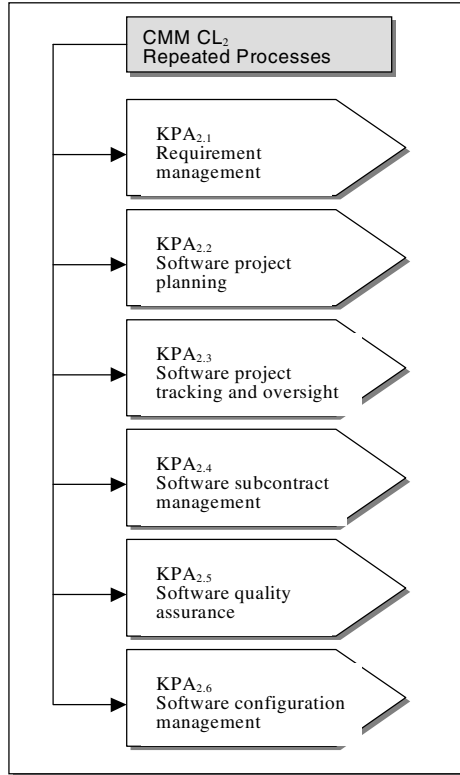 CMM CL₂
Repeated Processes
KPA₂.₁
Requirement
management
KPA₂.₂
Software project
planning
KPA₂.₃
Software project
tracking and oversight
KPA₂.₄
Software subcontract
management
KPA₂.₅
Software quality
assurance
KPA₂.₆
Software configuration
management